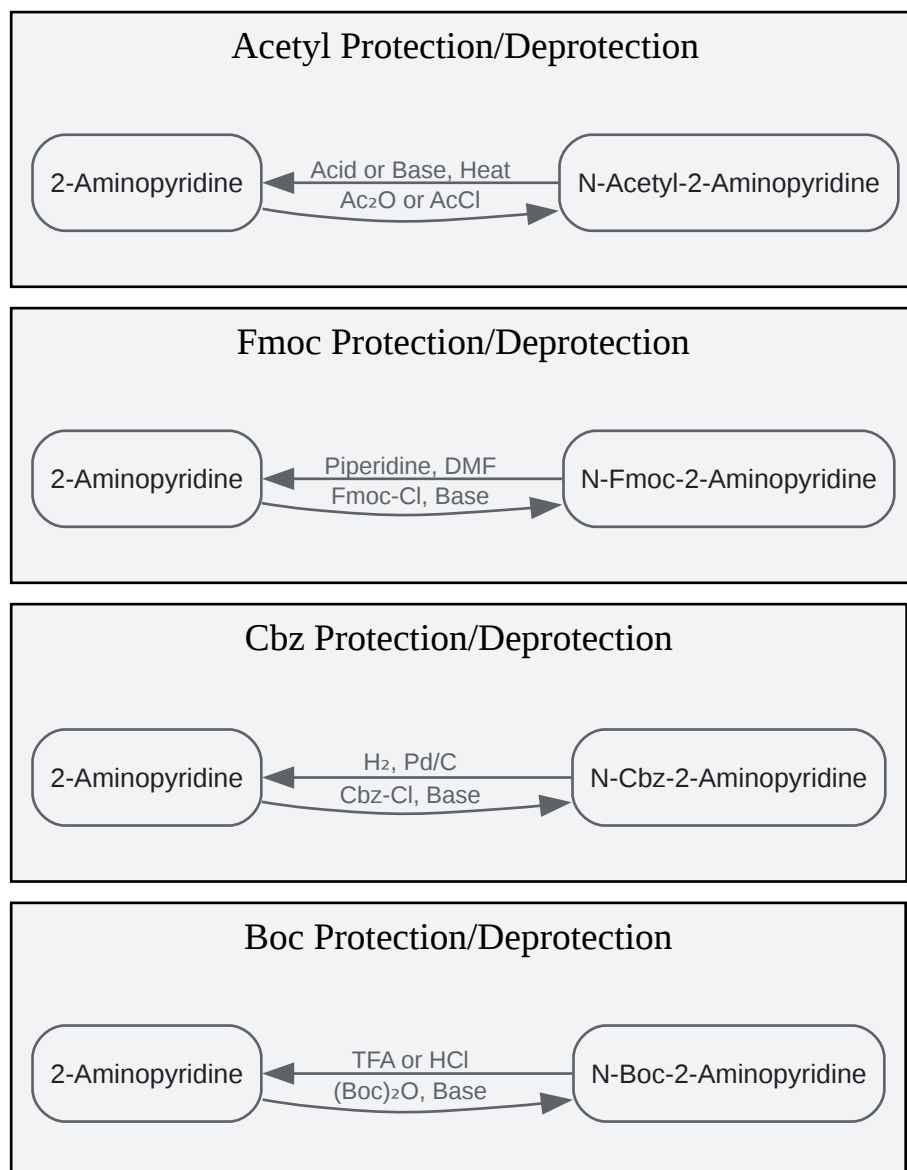 Acetyl Protection/Deprotection
2-Aminopyridine
Acid or Base, Heat
Ac₂O or AcCl
N-Acetyl-2-Aminopyridine
Fmoc Protection/Deprotection
2-Aminopyridine
Piperidine, DMF
Fmoc-Cl, Base
N-Fmoc-2-Aminopyridine
Cbz Protection/Deprotection
2-Aminopyridine
H₂, Pd/C
Cbz-Cl, Base
N-Cbz-2-Aminopyridine
Boc Protection/Deprotection
2-Aminopyridine
TFA or HCl
(Boc)₂O, Base
N-Boc-2-Aminopyridine